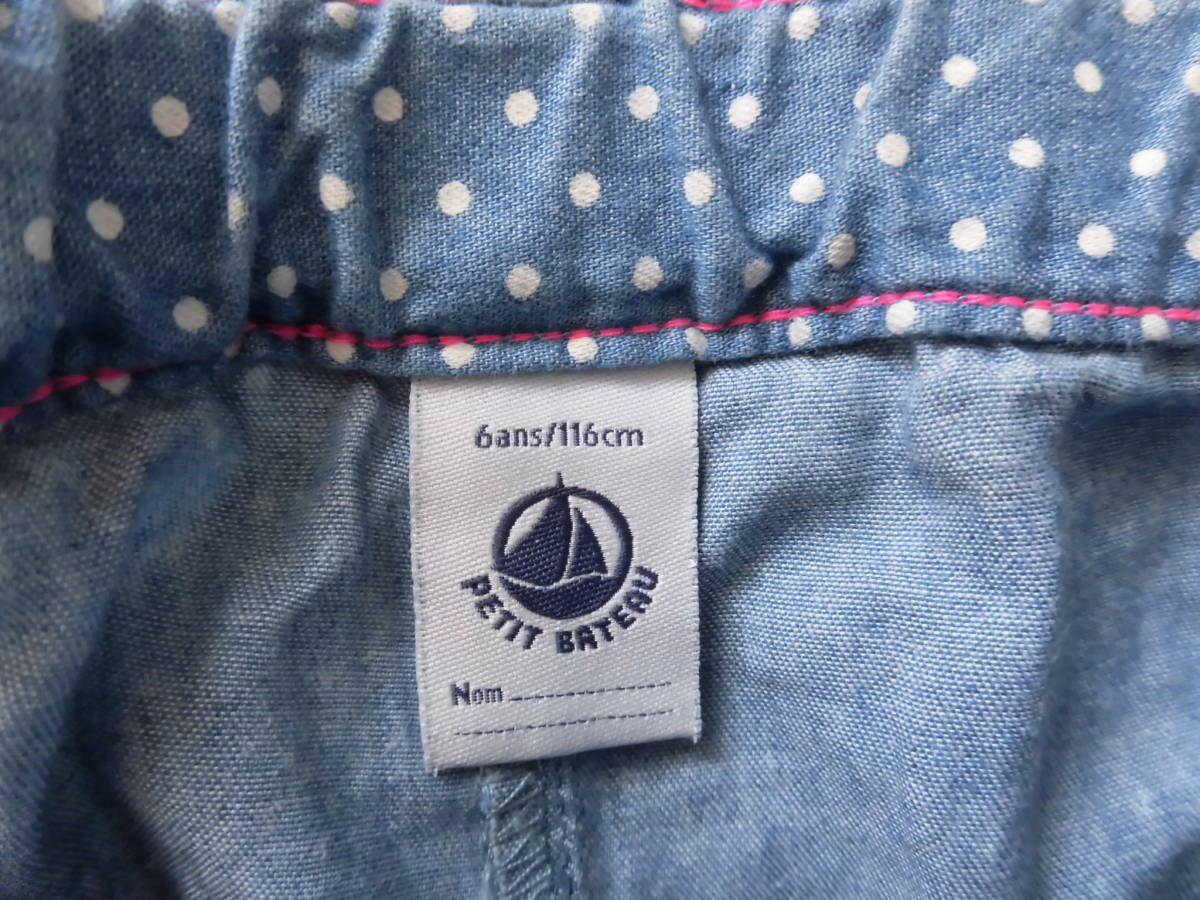 6ans/116cm
PETIT BATEAU
Nom